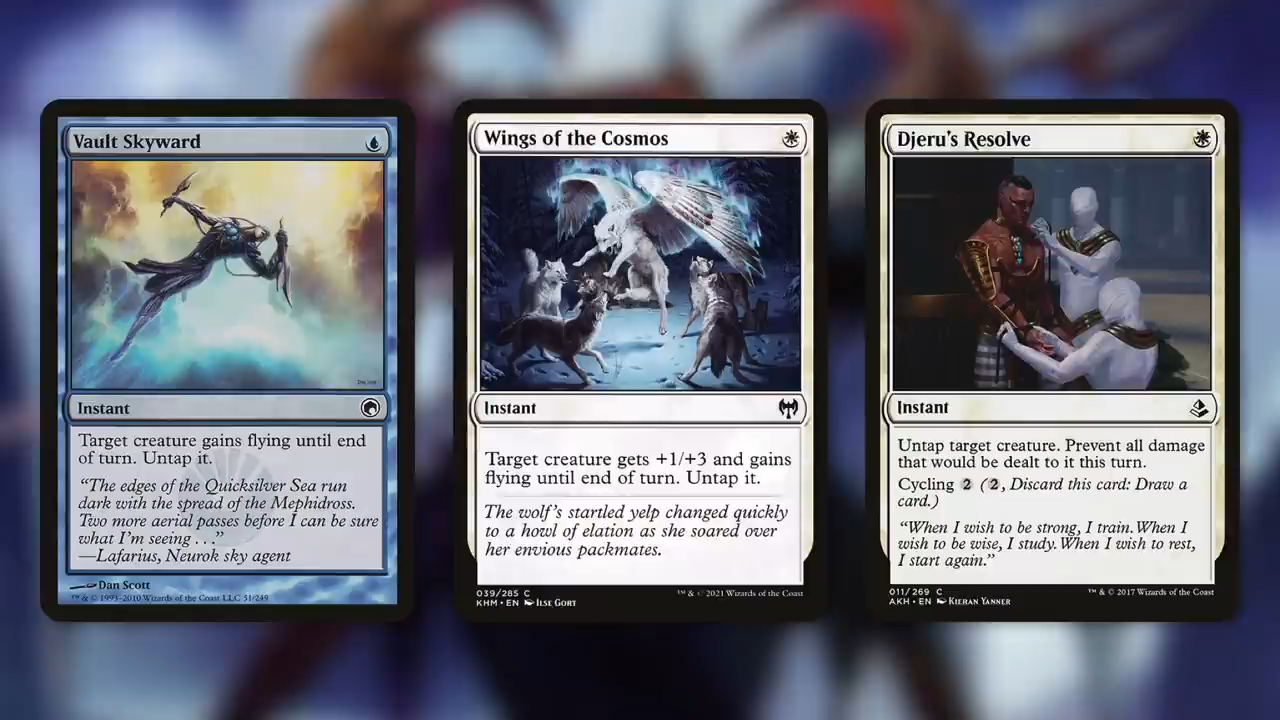 Vault Skyward
Instant
Target creature gains flying until end
of turn. Untap it.
“The edges of the Quicksilver Sea run
dark with the spread of the Mephidross.
Two more aerial passes before I can be sure
what I’m seeing . . .”
—Lafarius, Neurok sky agent
Dan Scott
™ & © 1993–2010 Wizards of the Coast LLC 51/249
Wings of the Cosmos
Instant
Target creature gets +1/+3 and gains
flying until end of turn. Untap it.
The wolf’s startled yelp changed quickly
to a howl of elation as she soared over
her envious packmates.
039/285 C
KHM • EN Ilse Gort
™ & © 2021 Wizards of the Coast
Djeru’s Resolve
Instant
Untap target creature. Prevent all damage
that would be dealt to it this turn.
Cycling 2 (2, Discard this card: Draw a
card.)
“When I wish to be strong, I train. When I
wish to be wise, I study. When I wish to rest,
I start again.”
011/269 C
AKH • EN Kieran Yanner
™ & © 2017 Wizards of the Coast